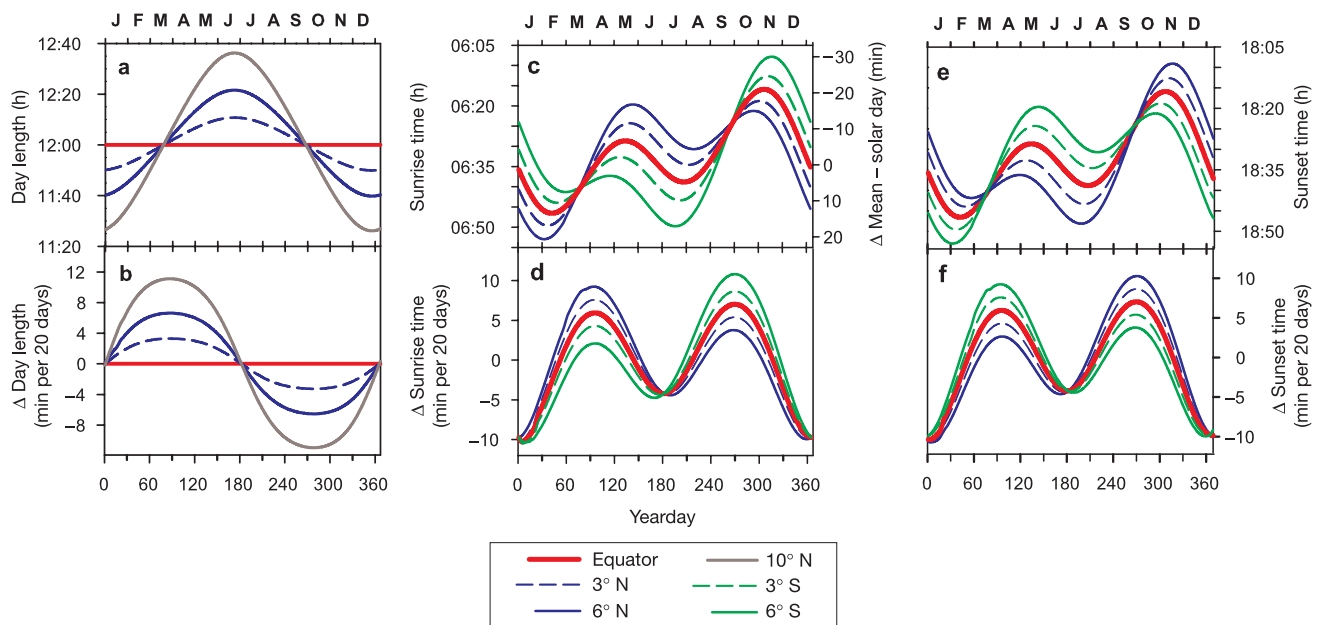 J F M A M J J A S O N D
J F M A M J J A S O N D
J F M A M J J A S O N D
a
Day length (h)
12:40
12:20
12:00
11:40
11:20
c
Sunrise time (h)
06:05
06:20
06:35
06:50
Δ Mean – solar day (min)
−30
−20
−10
0
10
20
e
Sunset time (h)
18:05
18:20
18:35
18:50
b
Δ Day length
(min per 20 days)
12
8
4
0
−4
−8
0 60 120 180 240 300 360
d
Δ Sunrise time
(min per 20 days)
10
5
0
−5
−10
0 60 120 180 240 300 360
f
Δ Sunset time
(min per 20 days)
10
5
0
−5
−10
0 60 120 180 240 300 360
Yearday
Equator
10° N
3° N
3° S
6° N
6° S